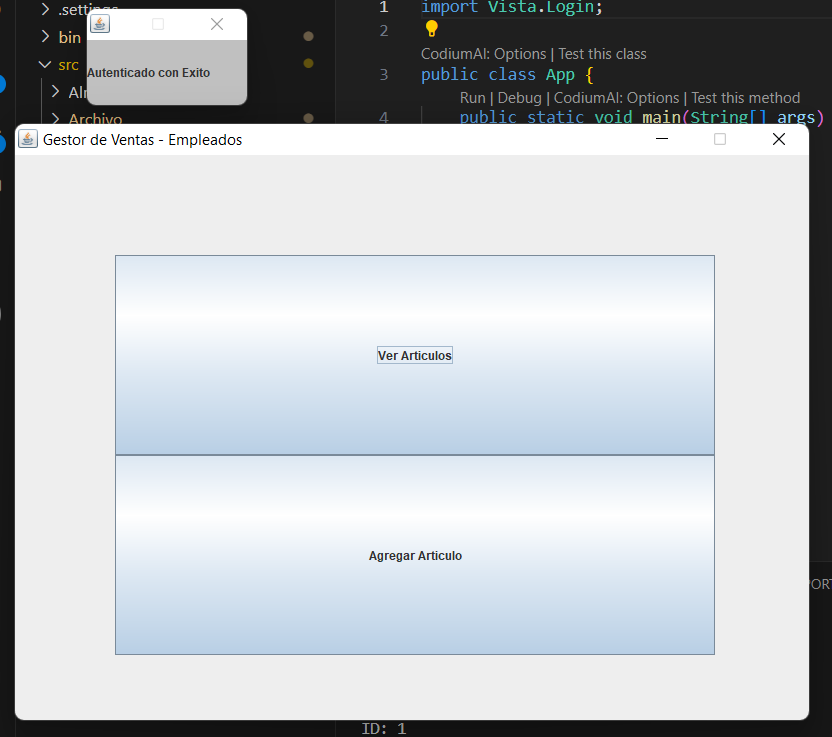 .settings
bin
src
Autenticado con Exito
Archivo
1 import Vista.Login;
2
CodiumAI: Options | Test this class
3 public class App {
Run | Debug | CodiumAI: Options | Test this method
4 public static void main(String[] args)
Gestor de Ventas - Empleados
Ver Articulos
Agregar Articulo
ID: 1